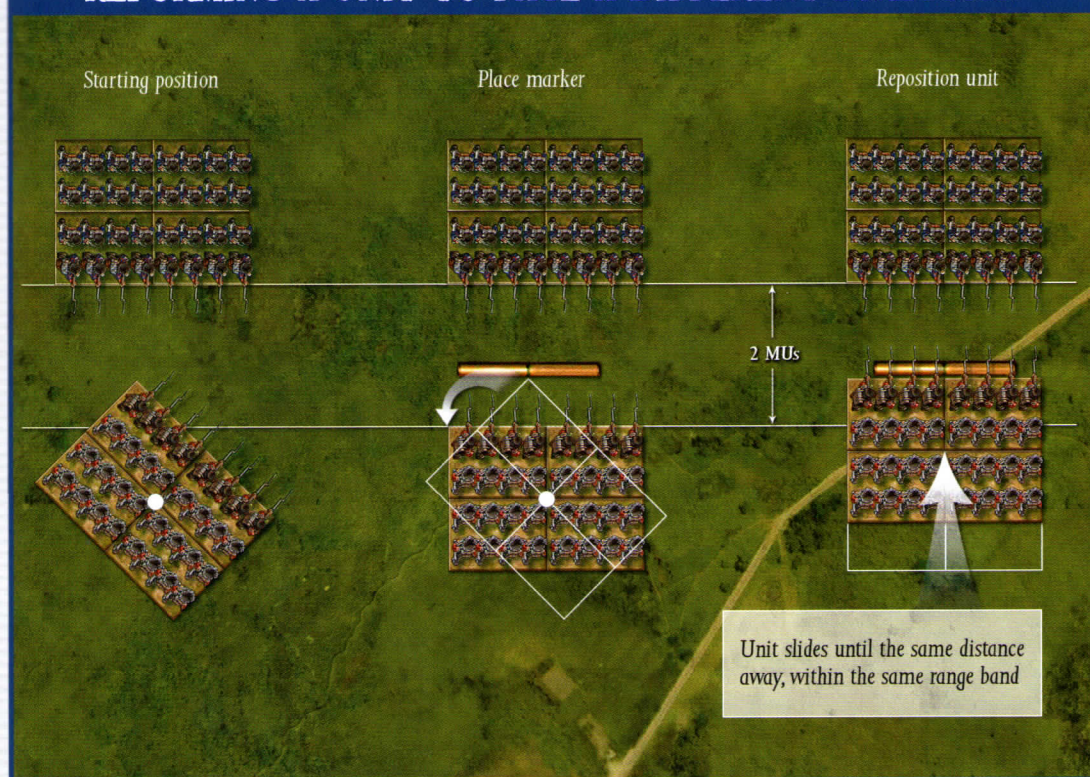 Starting position
Place marker
Reposition unit
2 MUs
Unit slides until the same distance
away, within the same range band